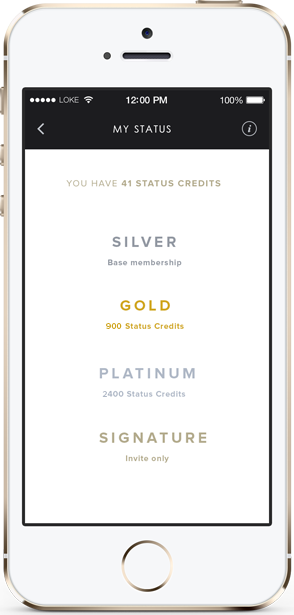 LOKE 12:00 PM 100%
MY STATUS
YOU HAVE 41 STATUS CREDITS
SILVER
Base membership
GOLD
900 Status Credits
PLATINUM
2400 Status Credits
SIGNATURE
Invite only